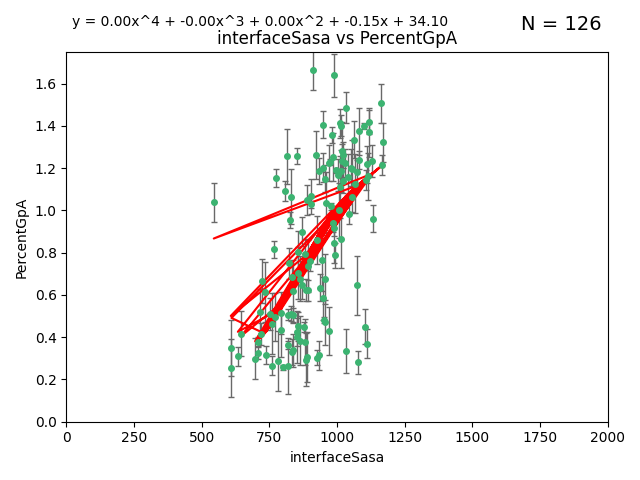 y = 0.00x^4 + -0.00x^3 + 0.00x^2 + -0.15x + 34.10
N = 126
interfaceSasa vs PercentGpA
PercentGpA
1.6
1.4
1.2
1.0
0.8
0.6
0.4
0.2
0.0
0 250 500 750 1000 1250 1500 1750 2000
interfaceSasa